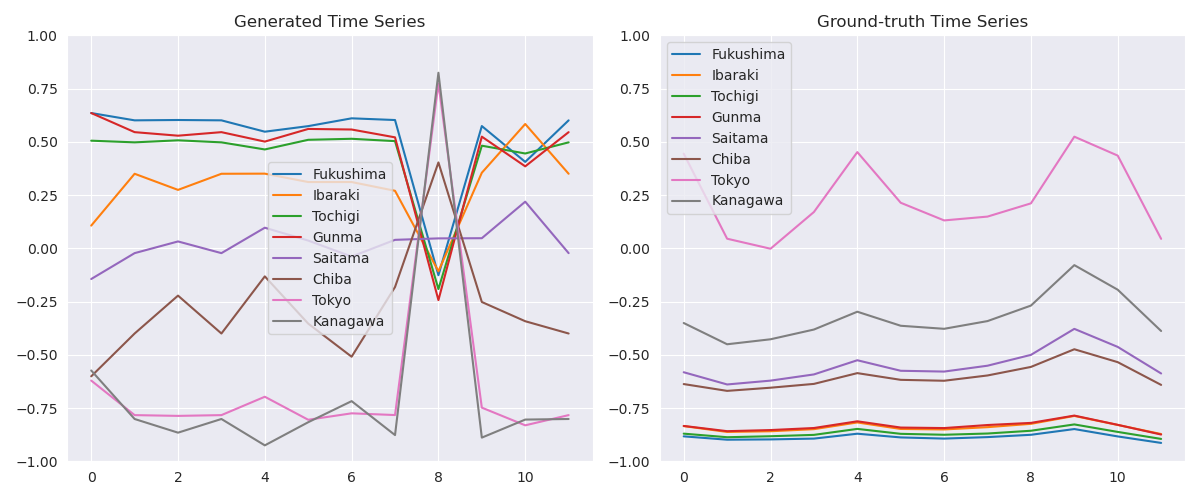 Generated Time Series
1.00
0.75
0.50
0.25
0.00
−0.25
−0.50
−0.75
−1.00
0 2 4 6 8 10
Fukushima
Ibaraki
Tochigi
Gunma
Saitama
Chiba
Tokyo
Kanagawa
Ground-truth Time Series
1.00
0.75
0.50
0.25
0.00
−0.25
−0.50
−0.75
−1.00
0 2 4 6 8 10
Fukushima
Ibaraki
Tochigi
Gunma
Saitama
Chiba
Tokyo
Kanagawa